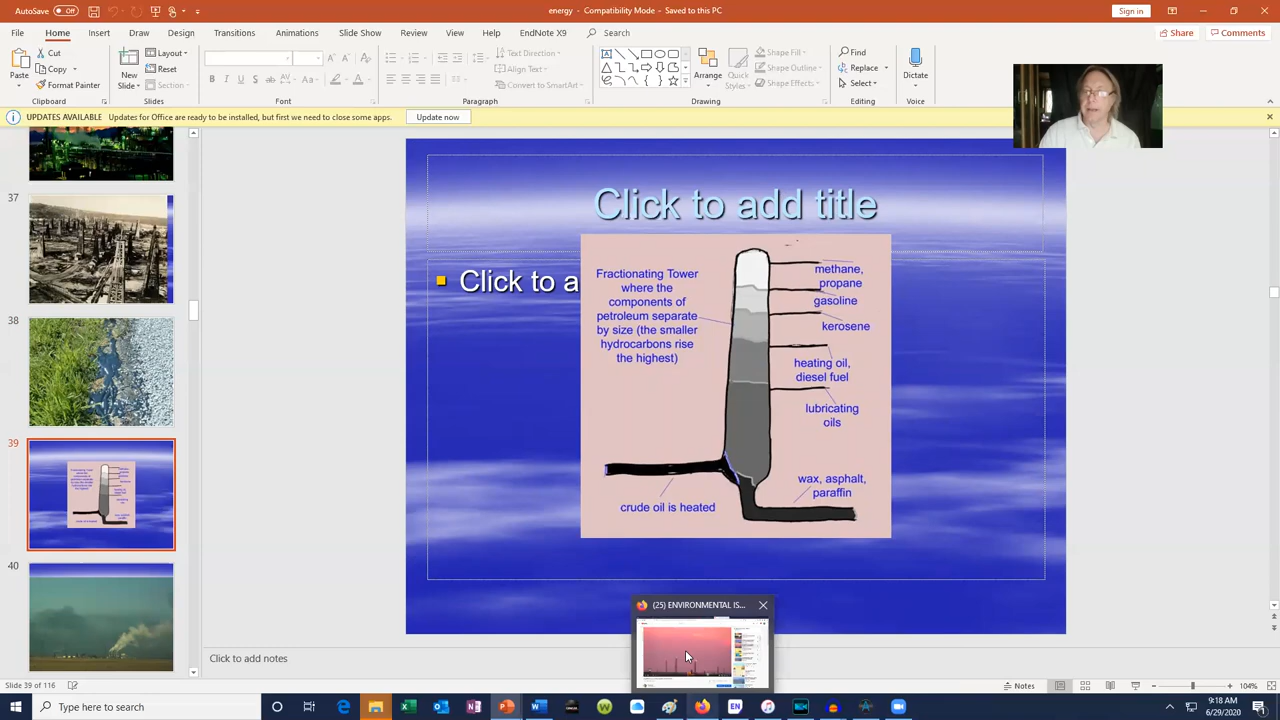 AutoSave Off energy - Compatibility Mode - Saved to this PC Sign in
File Home Insert Draw Design Transitions Animations Slide Show Review View Help EndNote X9 Search Share Comments
Paste
Cut
Copy
Format Painter
Clipboard
New
Slide
Layout
Reset
Section
Slides
Font
Text Direction
Align Text
Convert to SmartArt
Paragraph
Arrange
Quick
Styles
Shape Fill
Shape Outline
Shape Effects
Drawing
Find
Replace
Select
Editing
Dictate
Voice
UPDATES AVAILABLE Updates for Office are ready to be installed, but first we need to close some apps. Update now
37
38
39
40
Click to add title
Click to a
Fractionating Tower
where the
components of
petroleum separate
by size (the smaller
hydrocarbons rise
the highest)
methane,
propane
gasoline
kerosene
heating oil,
diesel fuel
lubricating
oils
wax, asphalt,
paraffin
crude oil is heated
(25) ENVIRONMENTAL IS...
Click to add notes
Slide 39 of 116 Notes 104%
Type here to search
9:18 AM
6/29/2020